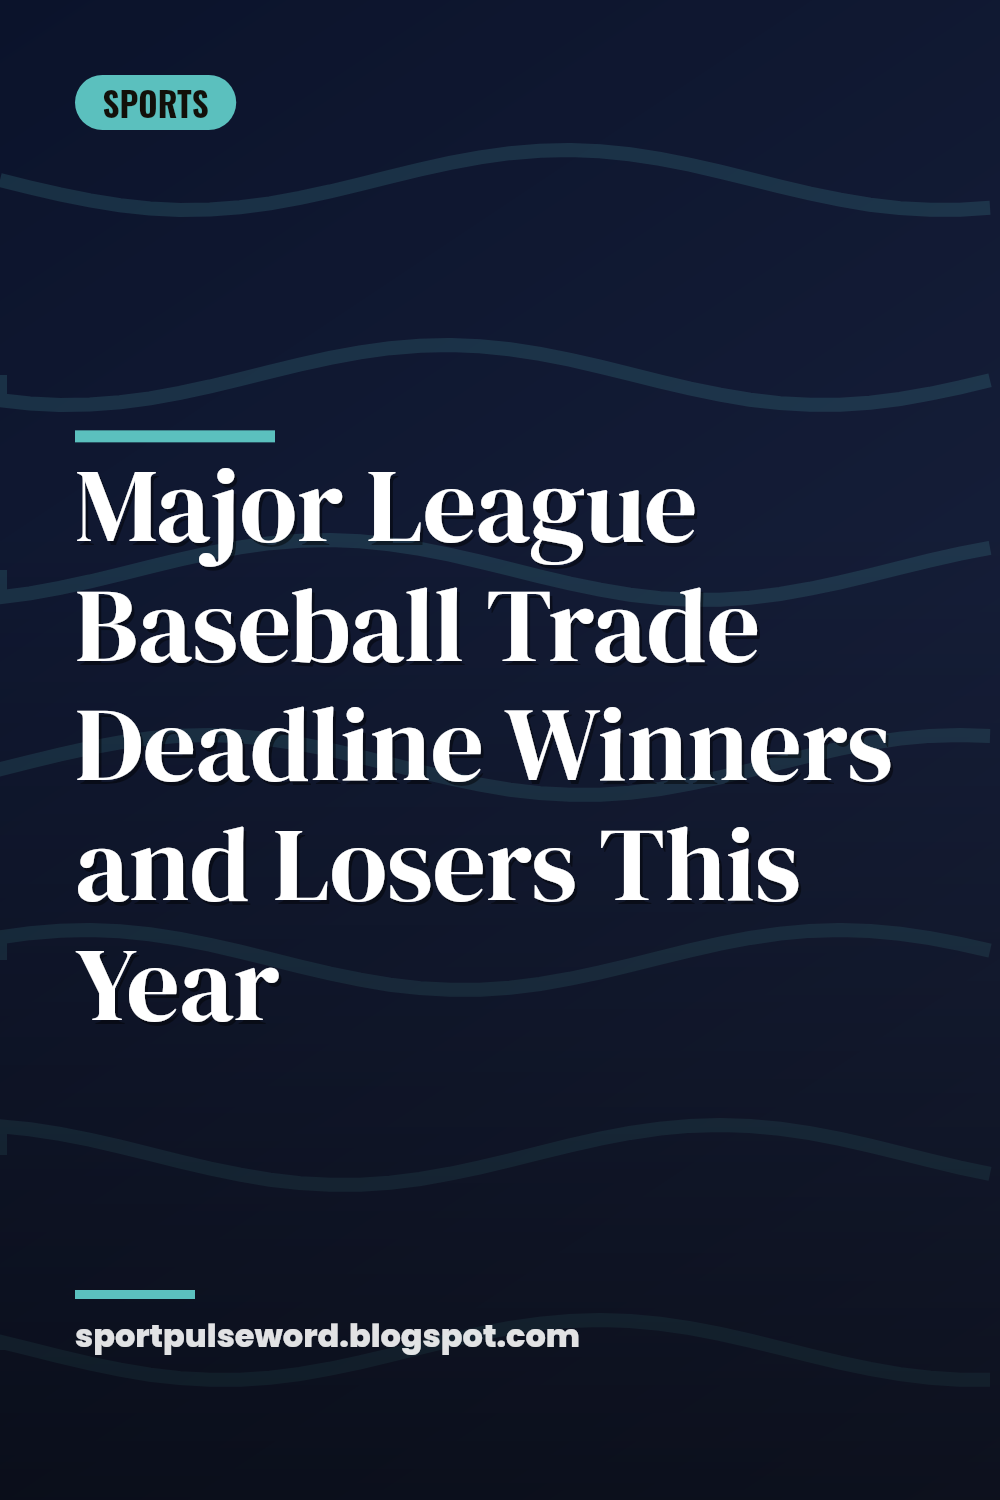 SPORTS
Major League
Baseball Trade
Deadline Winners
and Losers This
Year
sportpulseword.blogspot.com